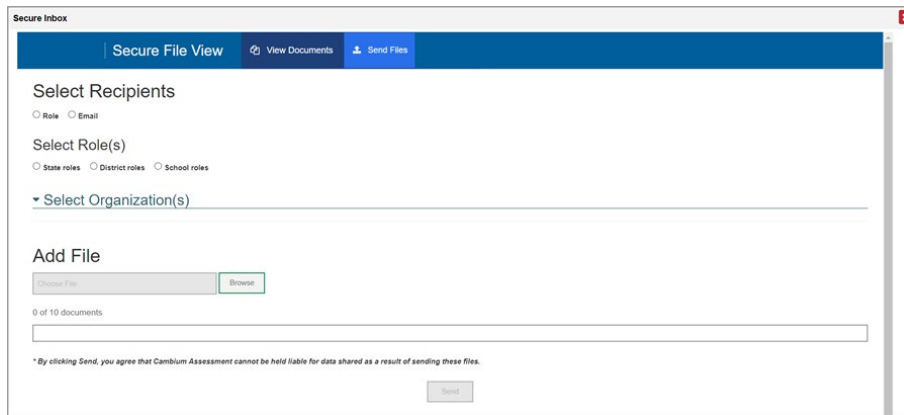 Secure Inbox
Secure File View View Documents Send Files
Select Recipients
Role Email
Select Role(s)
State roles District roles School roles
Select Organization(s)
Add File
Choose File Browse
0 of 10 documents
* By clicking Send, you agree that Cambium Assessment cannot be held liable for data shared as a result of sending these files.
Send